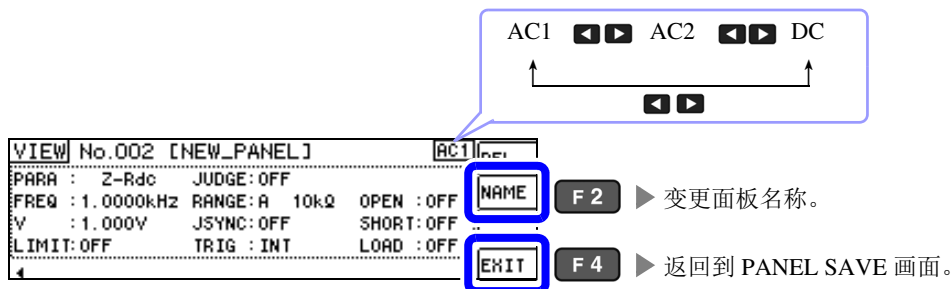 AC1 AC2 DC
VIEW No.002 [NEW_PANEL] AC1
PARA : Z-Rdc JUDGE:OFF
FREQ :1.0000kHz RANGE:A 10kΩ OPEN :OFF
V :1.000V JSYNC:OFF SHORT:OFF
LIMIT:OFF TRIG :INT LOAD :OFF
NAME F2 变更面板名称。
EXIT F4 返回到 PANEL SAVE 画面。